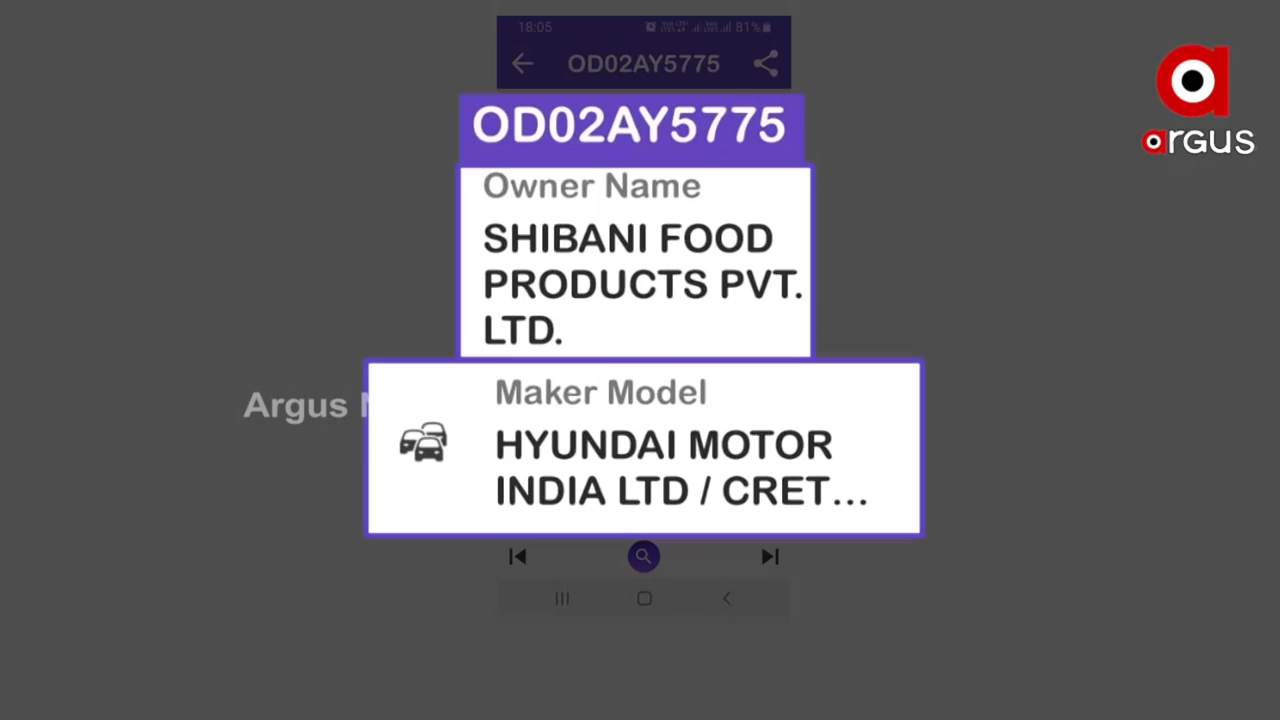 18:05
81%
OD02AY5775
argus
OD02AY5775
Owner Name
SHIBANI FOOD
PRODUCTS PVT.
LTD.
Argus
Maker Model
HYUNDAI MOTOR
INDIA LTD / CRET...